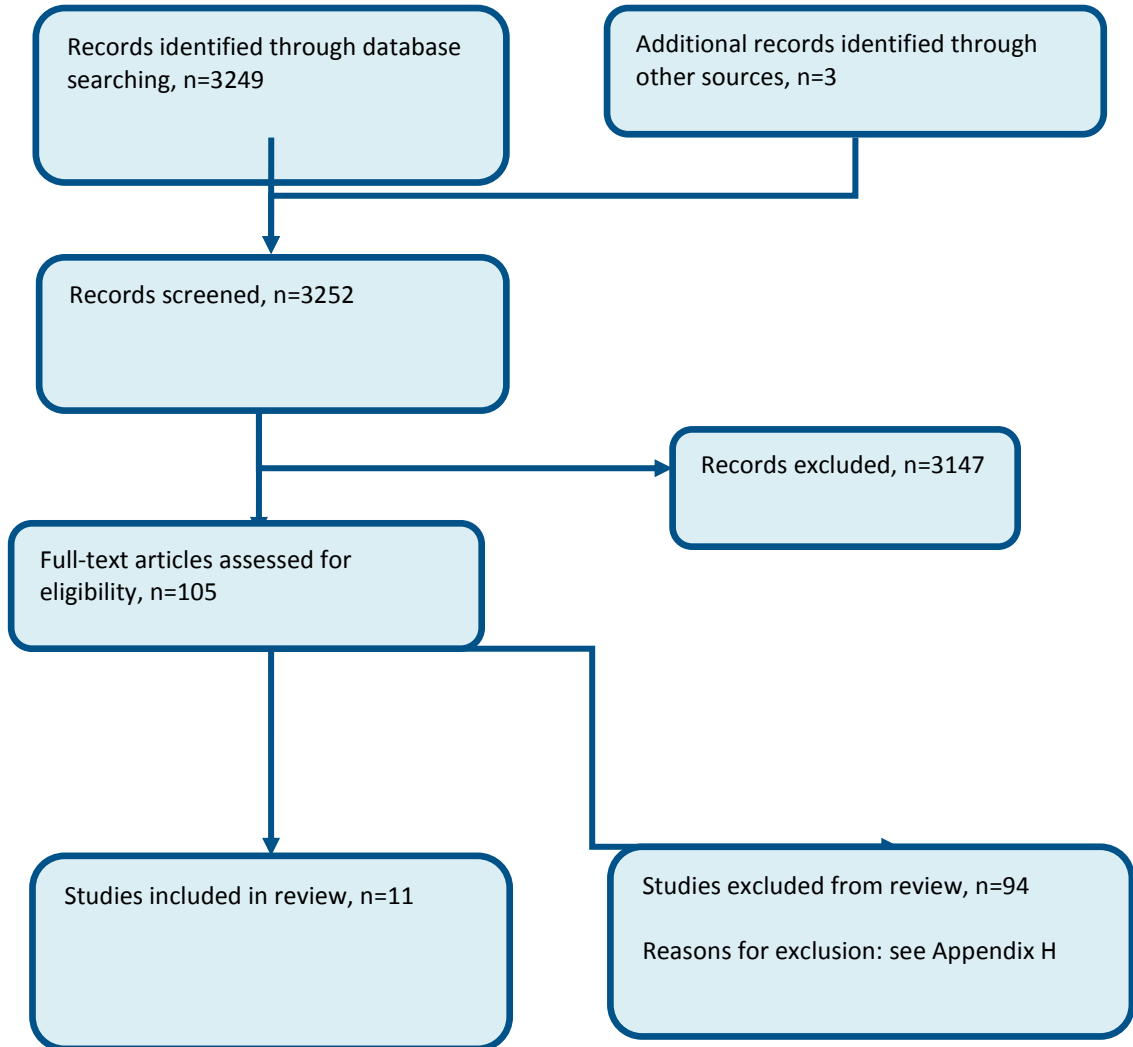 Records identified through database
searching, n=3249
Additional records identified through
other sources, n=3
Records screened, n=3252
Records excluded, n=3147
Full-text articles assessed for
eligibility, n=105
Studies included in review, n=11
Studies excluded from review, n=94
Reasons for exclusion: see Appendix H